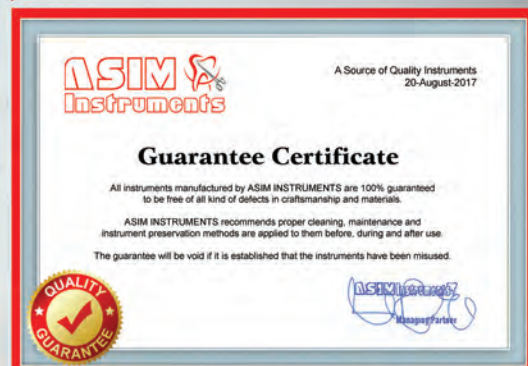 ASIM
Instruments
A Source of Quality Instruments
20-August-2017
Guarantee Certificate
All instruments manufactured by ASIM INSTRUMENTS are 100% guaranteed
to be free of all kind of defects in craftsmanship and materials.
ASIM INSTRUMENTS recommends proper cleaning, maintenance and
instrument preservation methods are applied to them before, during and after use.
The guarantee will be void if it is established that the instruments have been misused.
ASIM Instruments
Managing Partner
QUALITY
GUARANTEE